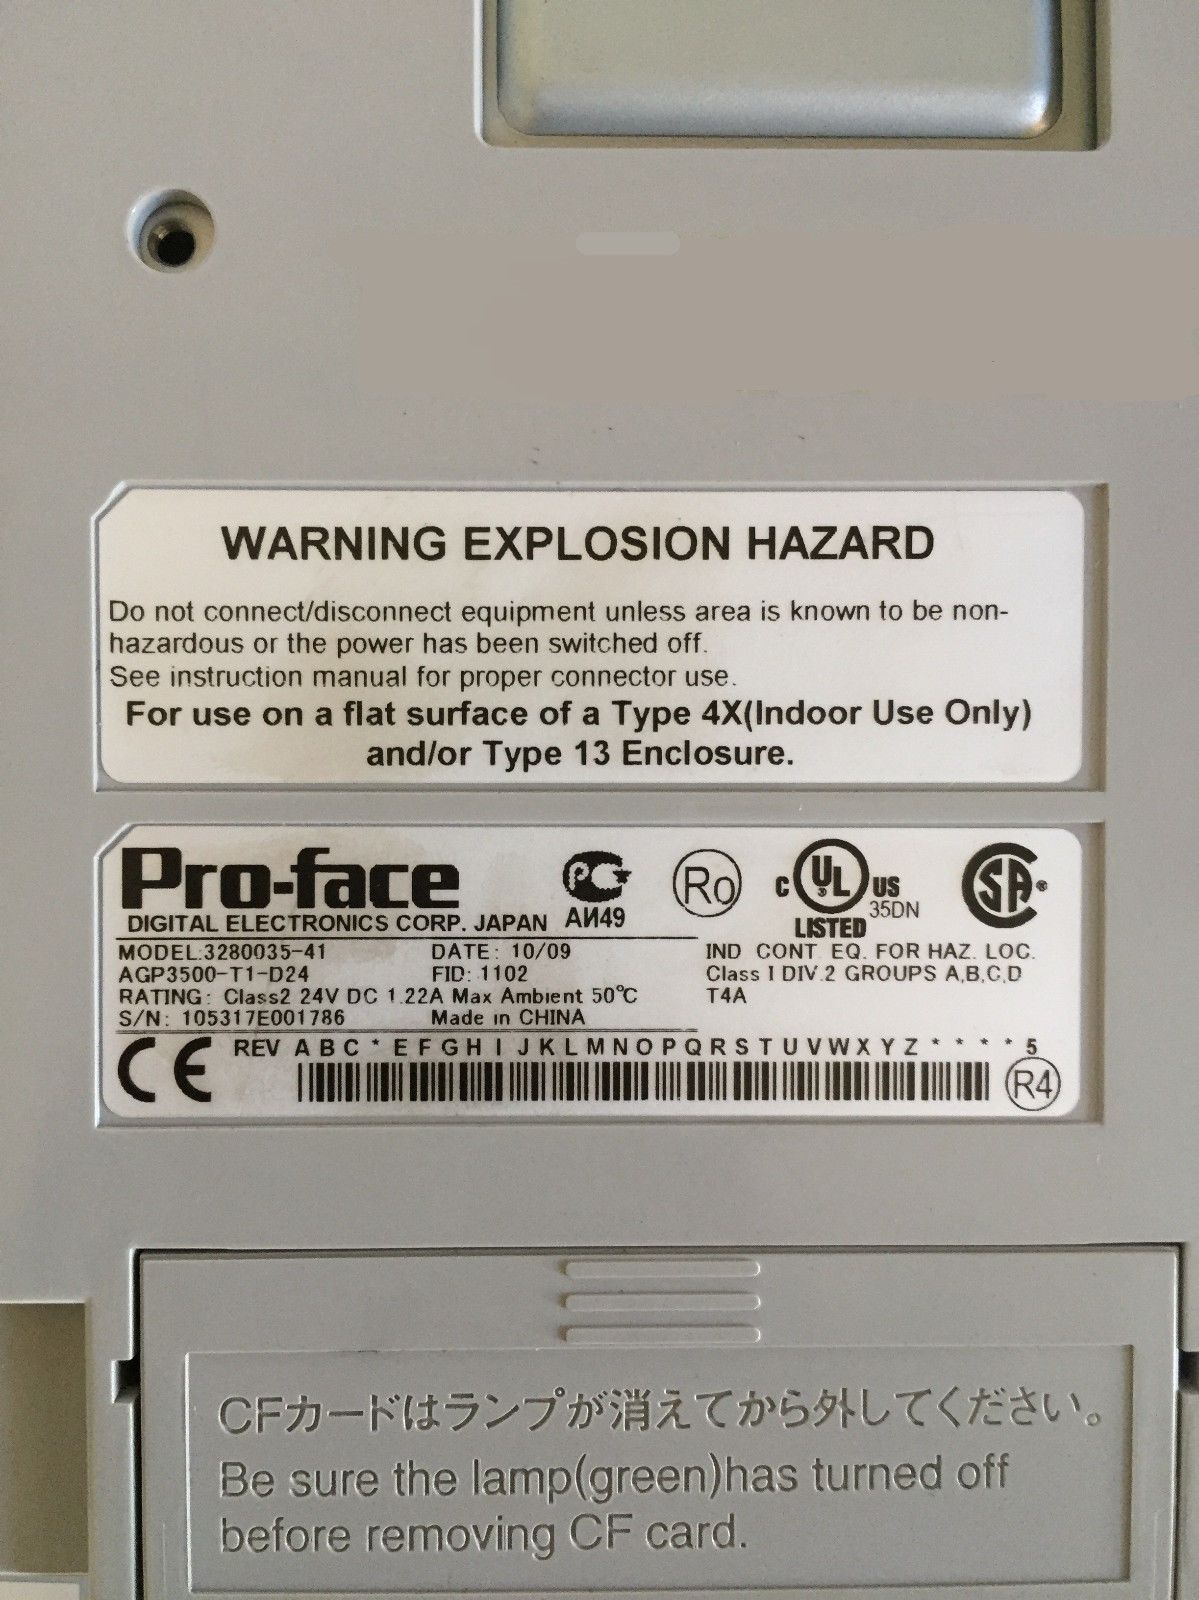 WARNING EXPLOSION HAZARD
Do not connect/disconnect equipment unless area is known to be non-
hazardous or the power has been switched off.
See instruction manual for proper connector use.
For use on a flat surface of a Type 4X(Indoor Use Only)
and/or Type 13 Enclosure.
Pro-face
DIGITAL ELECTRONICS CORP. JAPAN
PC
АИ49
Ro
C UL US
LISTED 35DN
SA
MODEL:3280035-41 DATE: 10/09
AGP3500-T1-D24 FID: 1102
RATING: Class2 24V DC 1.22A Max Ambient 50℃
S/N: 105317E001786 Made in CHINA
IND CONT EQ. FOR HAZ. LOC.
Class I DIV.2 GROUPS A,B,C,D
T4A
CE
REV A B C * E F G H I J K L M N O P Q R S T U V W X Y Z * * * * 5
R4
CFカードはランプが消えてから外してください。
Be sure the lamp(green)has turned off
before removing CF card.